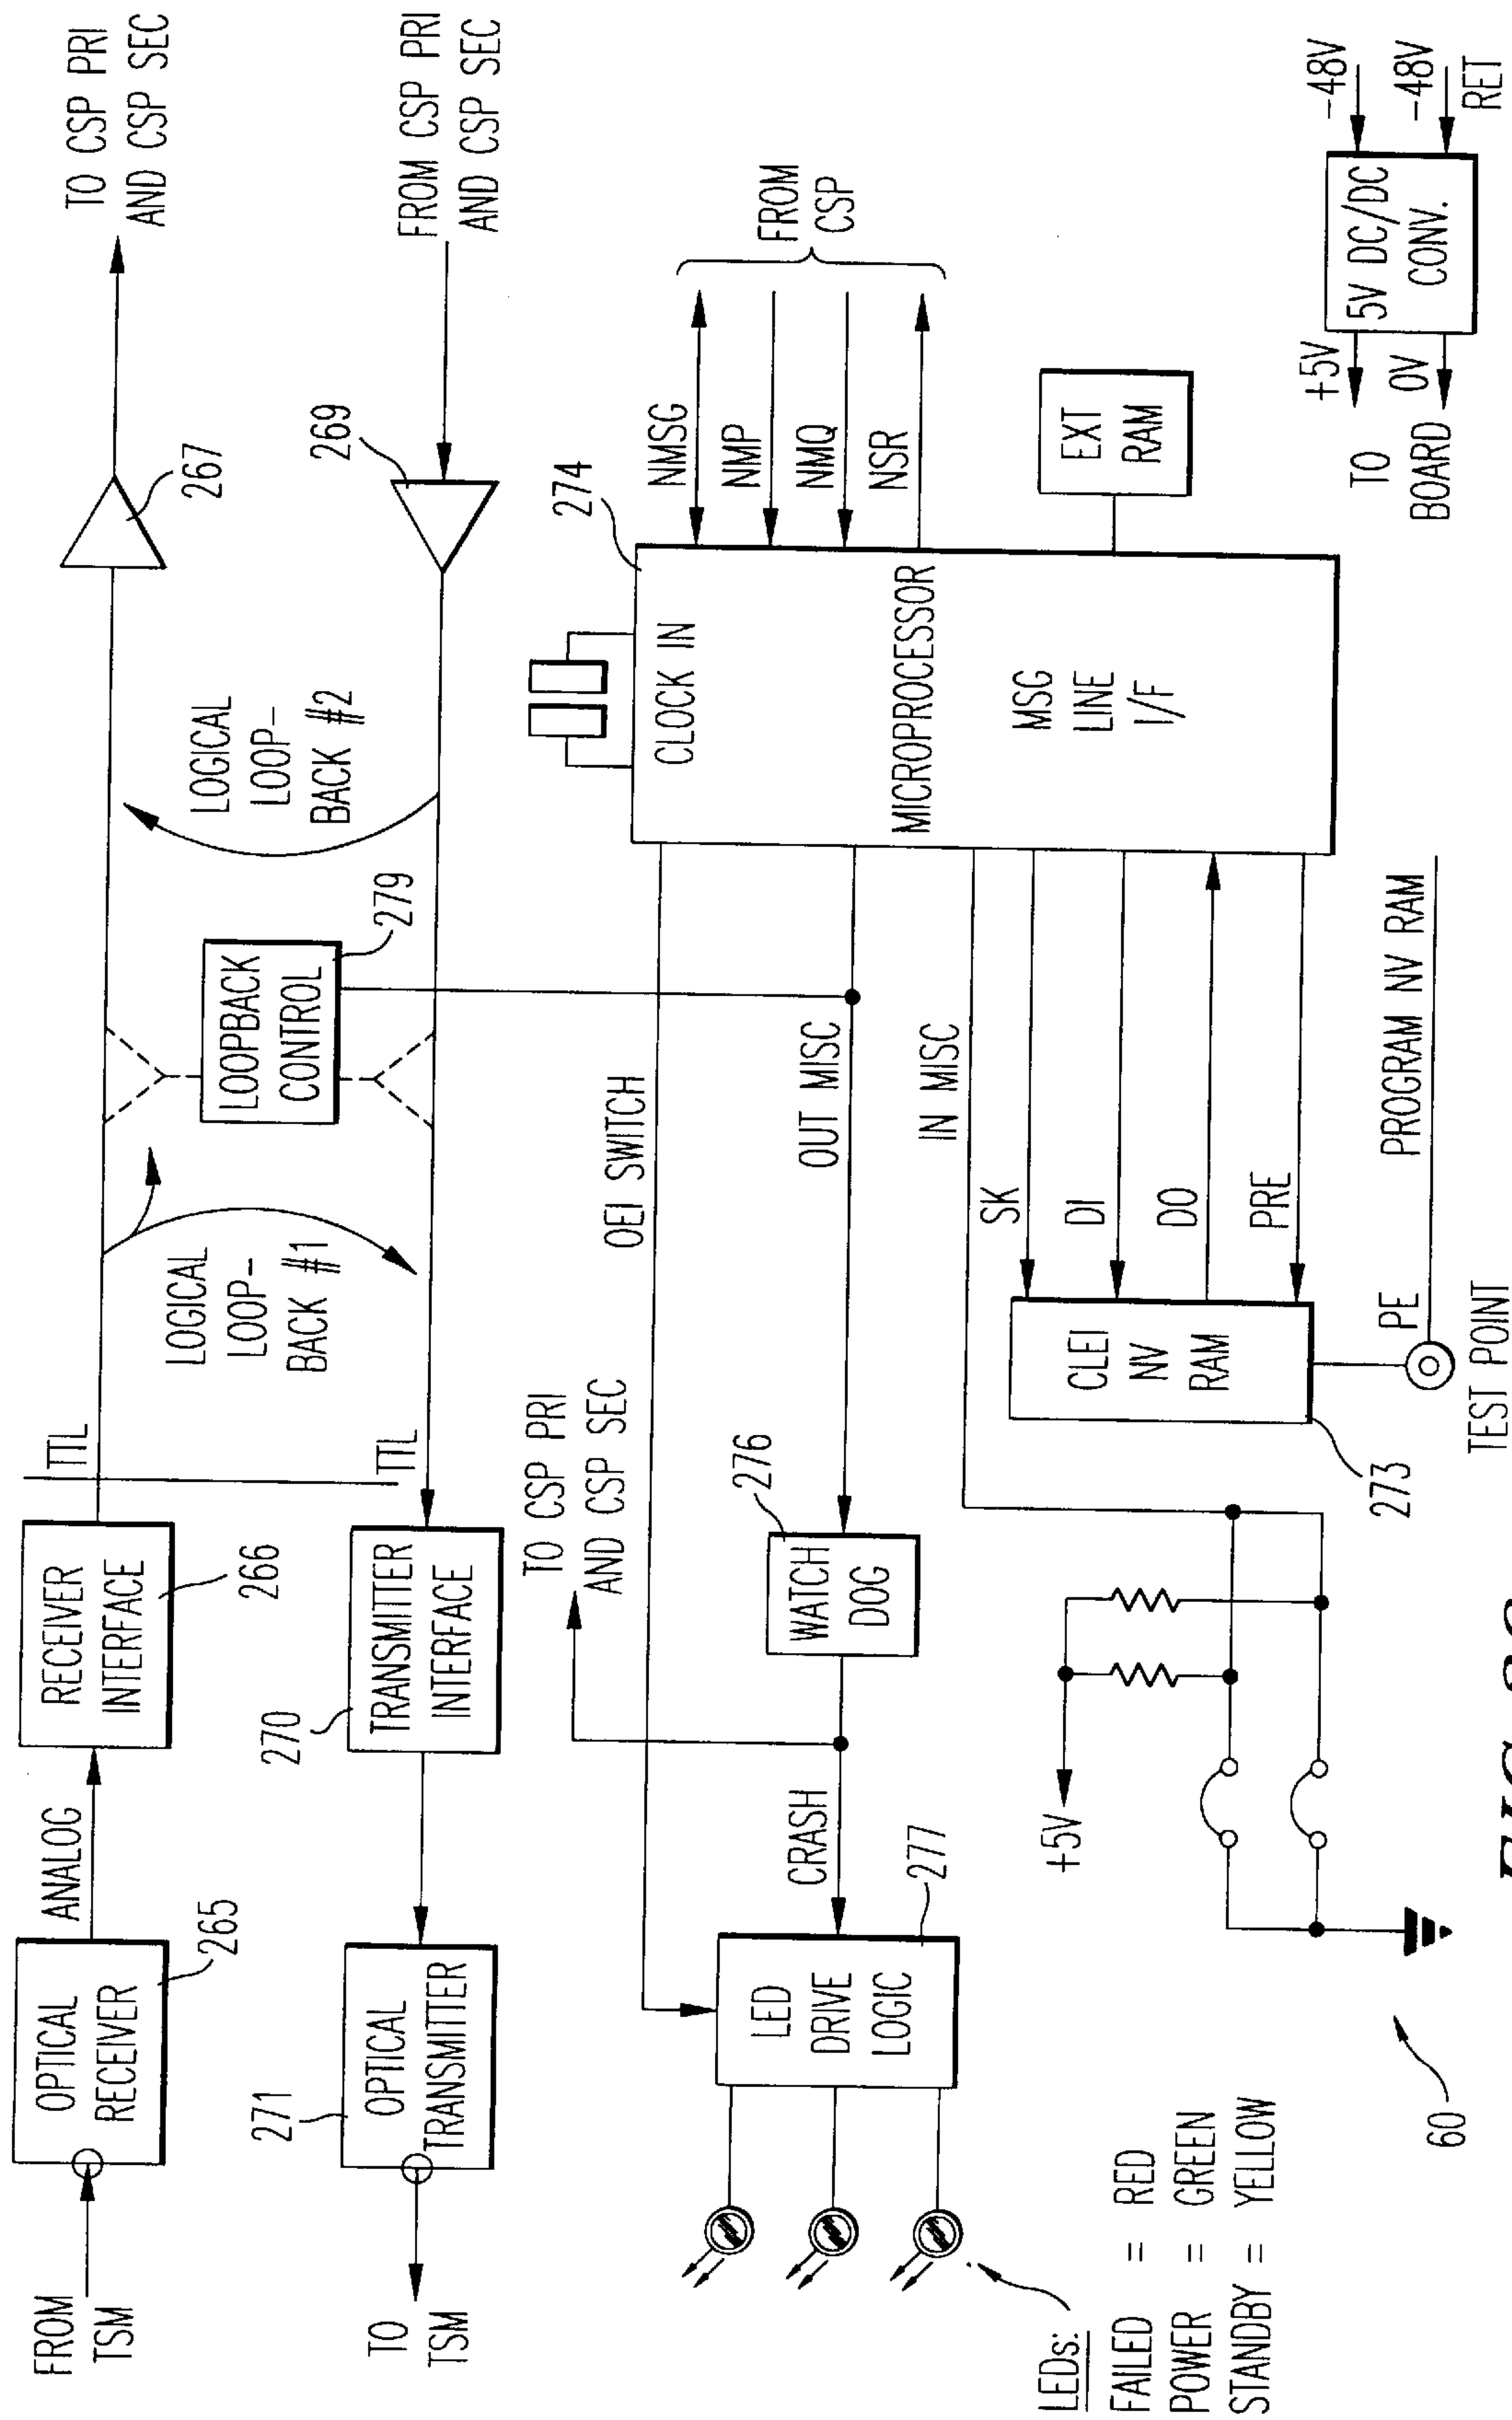 FROM
TSM
OPTICAL
RECEIVER
265
ANALOG
RECEIVER
INTERFACE
266
TTL
LOGICAL
LOOP-
BACK #1
LOOPBACK
CONTROL
279
LOGICAL
LOOP-
BACK #2
267
TO CSP PRI
AND CSP SEC
TO
TSM
271
OPTICAL
TRANSMITTER
270
TRANSMITTER
INTERFACE
TTL
269
FROM CSP PRI
AND CSP SEC
TO CSP PRI
AND CSP SEC
OEI SWITCH
OUT MISC
IN MISC
274
CLOCK IN
MICROPROCESSOR
MSG
LINE
I/F
NMSG
NMP
NMQ
NSR
FROM
CSP
EXT
RAM
LED
DRIVE
LOGIC
277
CRASH
WATCH
DOG
276
SK
DI
DO
PRE
CLEI
NV
RAM
273
PE
PROGRAM NV RAM
TEST POINT
+5V
LEDs:
FAILED = RED
POWER = GREEN
STANDBY = YELLOW
60
TO
BOARD
+5V
0V
5V DC/DC
CONV.
-48V
-48V
RET